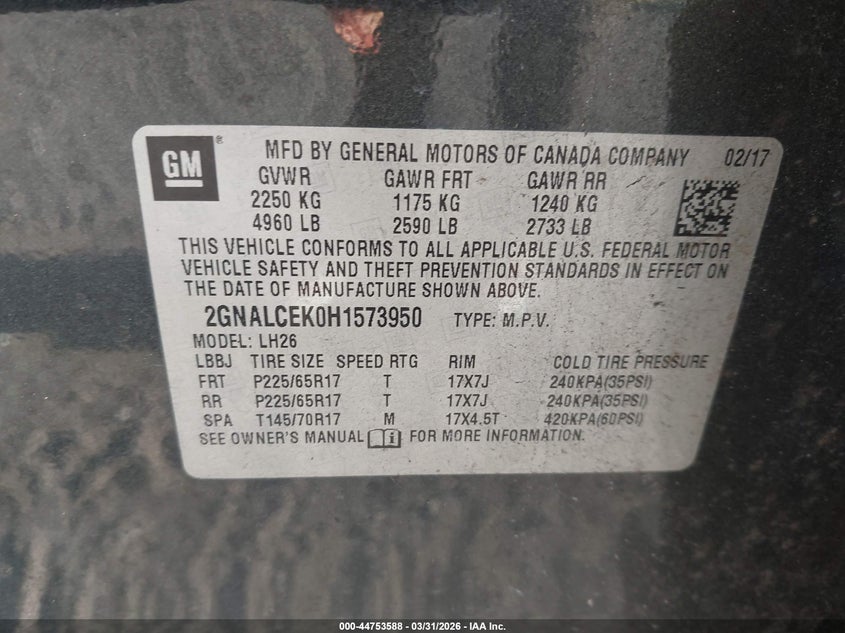 GM ® MFD BY GENERAL MOTORS OF CANADA COMPANY 02/17
GVWR GAWR FRT GAWR RR
2250 KG 1175 KG 1240 KG
4960 LB 2590 LB 2733 LB
THIS VEHICLE CONFORMS TO ALL APPLICABLE U.S. FEDERAL MOTOR
VEHICLE SAFETY AND THEFT PREVENTION STANDARDS IN EFFECT ON
THE DATE OF MANUFACTURE SHOWN ABOVE.
2GNALCEK0H1573950 TYPE: M.P.V.
MODEL: LH26
LBBJ TIRE SIZE SPEED RTG RIM COLD TIRE PRESSURE
FRT P225/65R17 T 17X7J 240KPA(35PSI)
RR P225/65R17 T 17X7J 240KPA(35PSI)
SPA T145/70R17 M 17X4.5T 420KPA(60PSI)
SEE OWNER'S MANUAL FOR MORE INFORMATION.
000-44753588 - 03/31/2026 - IAA Inc.